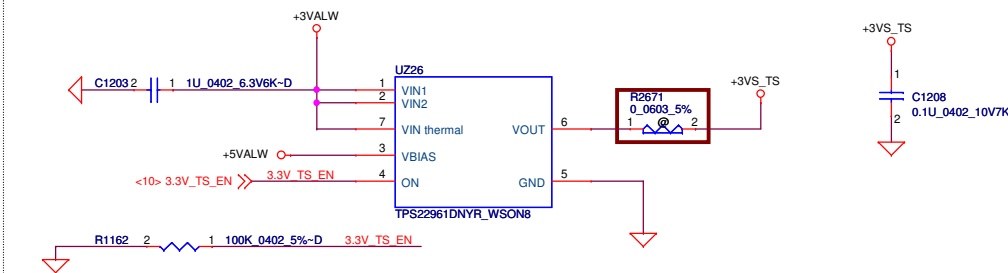 +3VALW
+3VS_TS
C1203 2 1 1U_0402_6.3V6K~D
UZ26
1 VIN1
2 VIN2
7 VIN thermal
VOUT 6
3 VBIAS
4 ON
GND 5
TPS22961DNYR_WSON8
+5VALW
<10> 3.3V_TS_EN 3.3V_TS_EN
R2671
0_0603_5%
1 @ 2
+3VS_TS
1
C1208
0.1U_0402_10V7K
2
R1162 2 1 100K_0402_5%~D 3.3V_TS_EN